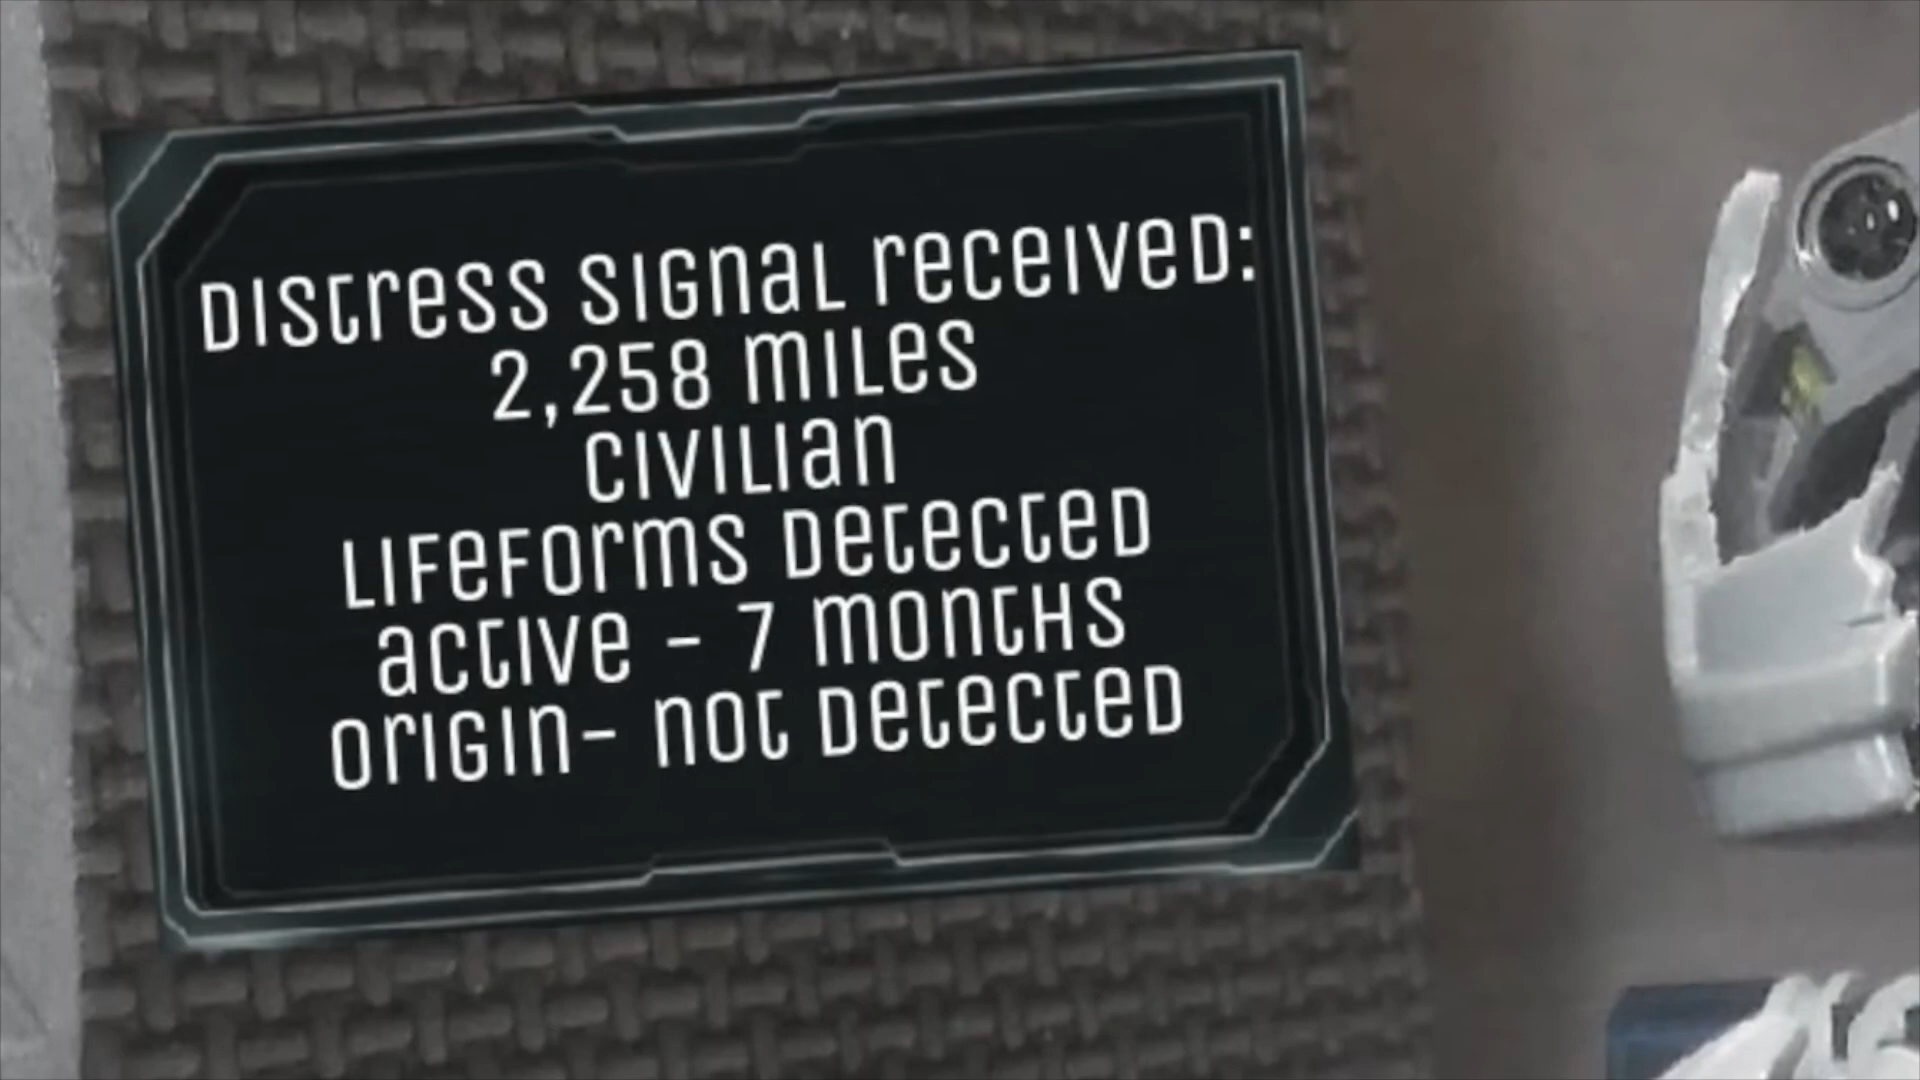 Distress signal received:
2,258 miles
civilian
lifeforms detected
active - 7 months
origin- not detected